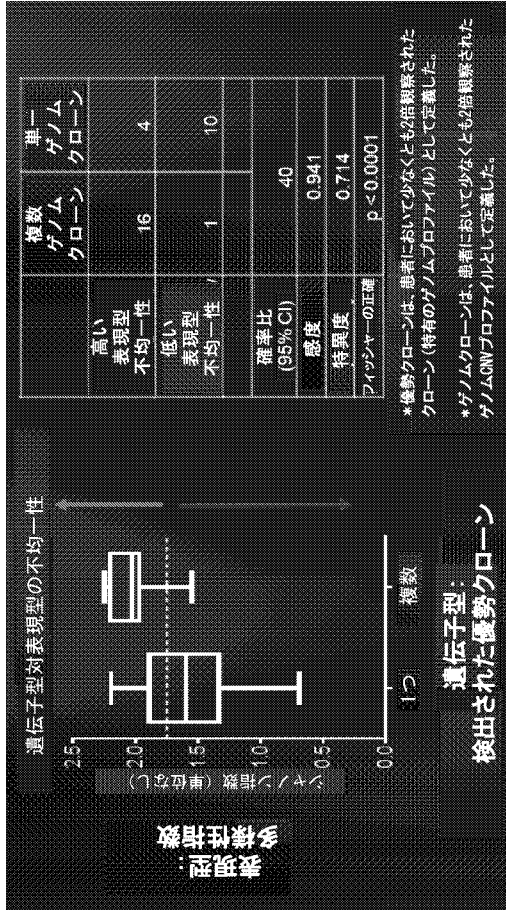 遺伝子型対表現型の不均一性
表現型:
多様性指数
シャノン指数（単位なし）
2.5
2.0
1.5
1.0
0.5
0.0
1つ
複数
遺伝子型:
検出された優勢クローン
複数
ゲノム
クローン
単一
ゲノム
クローン
高い
表現型
不均一性
16
4
低い
表現型
不均一性
1
10
確率比
(95% CI)
40
感度
0.941
特異度
0.714
フィッシャーの正確
p < 0.0001
*優勢クローンは、患者において少なくとも2倍観察された
クローン (特有のゲノムプロファイル) として定義した。
*ゲノムクローンは、患者において少なくとも2倍観察された
ゲノムCNVプロファイルとして定義した。